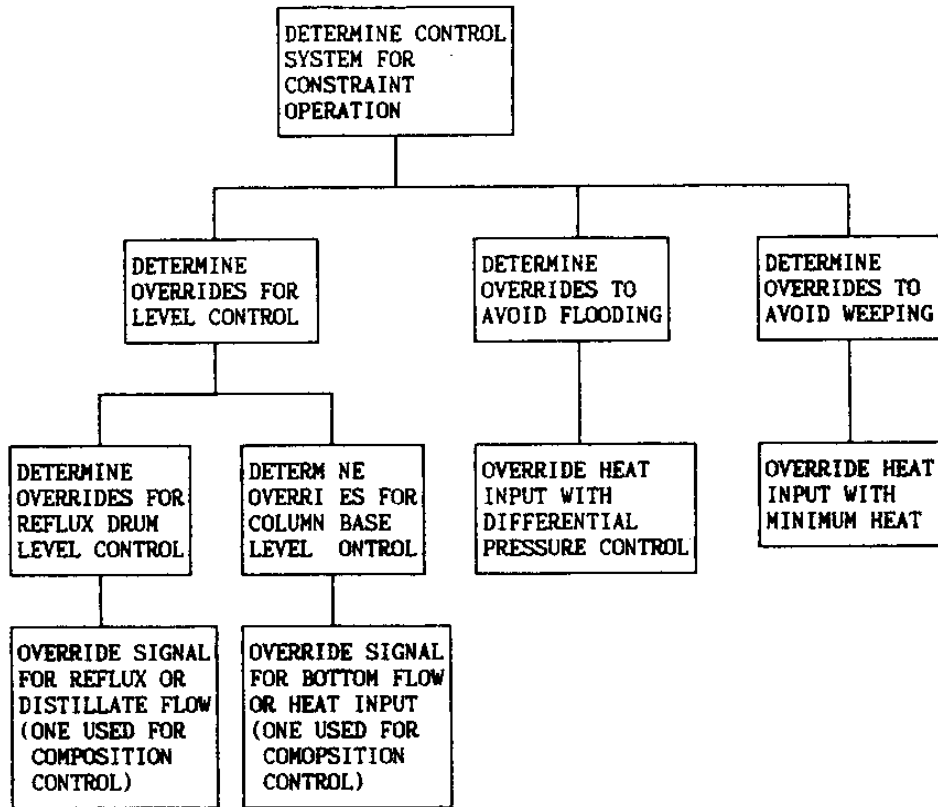 DETERMINE CONTROL
SYSTEM FOR
CONSTRAINT
OPERATION
DETERMINE
OVERRIDES FOR
LEVEL CONTROL
DETERMINE
OVERRIDES TO
AVOID FLOODING
DETERMINE
OVERRIDES TO
AVOID WEEPING
DETERMINE
OVERRIDES FOR
REFLUX DRUM
LEVEL CONTROL
DETERM NE
OVERRI ES FOR
COLUMN BASE
LEVEL ONTROL
OVERRIDE HEAT
INPUT WITH
DIFFERENTIAL
PRESSURE CONTROL
OVERRIDE HEAT
INPUT WITH
MINIMUM HEAT
OVERRIDE SIGNAL
FOR REFLUX OR
DISTILLATE FLOW
(ONE USED FOR
COMPOSITION
CONTROL)
OVERRIDE SIGNAL
FOR BOTTOM FLOW
OR HEAT INPUT
(ONE USED FOR
COMOPSITION
CONTROL)